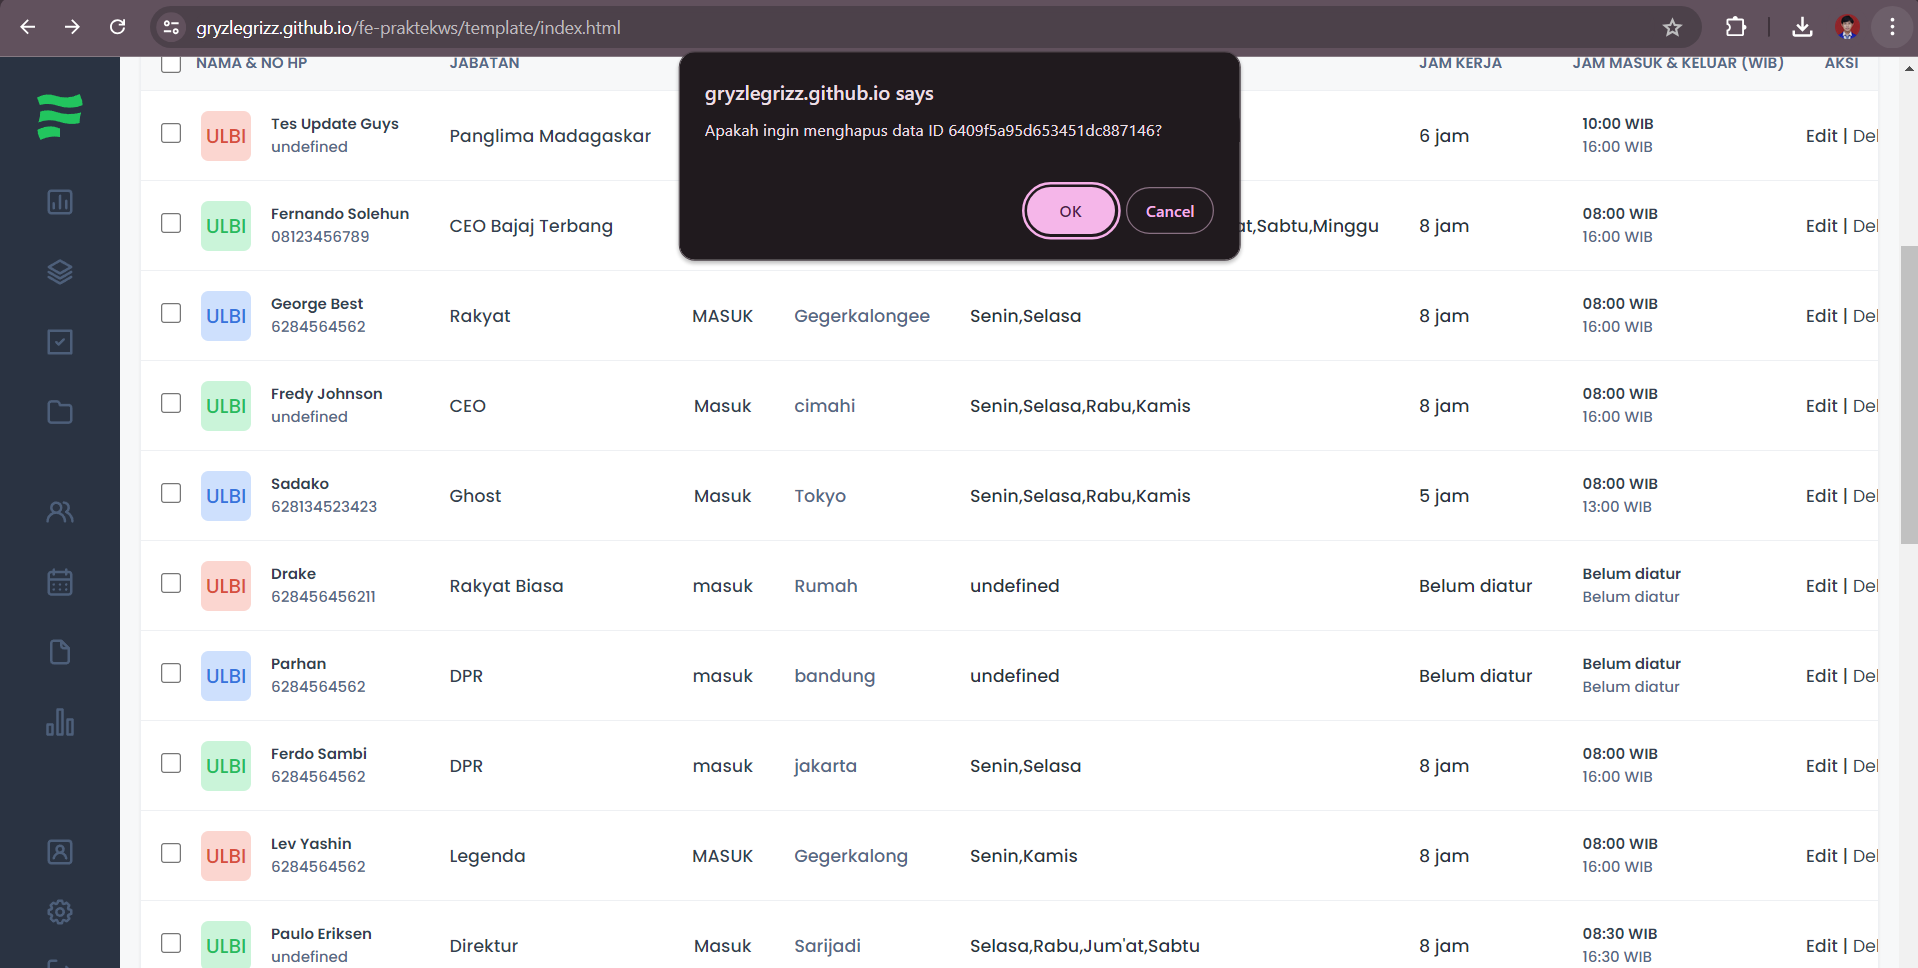 gryzlegrizz.github.io/fe-praktekws/template/index.html
gryzlegrizz.github.io says
Apakah ingin menghapus data ID 6409f5a95d653451dc887146?
OK Cancel
NAMA & NO HP JABATAN JAM KERJA JAM MASUK & KELUAR (WIB) AKSI
ULBI Tes Update Guys Panglima Madagaskar 6 jam 10:00 WIB Edit | Del
undefined 16:00 WIB
ULBI Fernando Solehun CEO Bajaj Terbang at,Sabtu,Minggu 8 jam 08:00 WIB Edit | Del
08123456789 16:00 WIB
ULBI George Best Rakyat MASUK Gegerkalongee Senin,Selasa 8 jam 08:00 WIB Edit | Del
6284564562 16:00 WIB
ULBI Fredy Johnson CEO Masuk cimahi Senin,Selasa,Rabu,Kamis 8 jam 08:00 WIB Edit | Del
undefined 16:00 WIB
ULBI Sadako Ghost Masuk Tokyo Senin,Selasa,Rabu,Kamis 5 jam 08:00 WIB Edit | Del
628134523423 13:00 WIB
ULBI Drake Rakyat Biasa masuk Rumah undefined Belum diatur Belum diatur Edit | Del
628456456211 Belum diatur
ULBI Parhan DPR masuk bandung undefined Belum diatur Belum diatur Edit | Del
6284564562 Belum diatur
ULBI Ferdo Sambi DPR masuk jakarta Senin,Selasa 8 jam 08:00 WIB Edit | Del
6284564562 16:00 WIB
ULBI Lev Yashin Legenda MASUK Gegerkalong Senin,Kamis 8 jam 08:00 WIB Edit | Del
6284564562 16:00 WIB
ULBI Paulo Eriksen Direktur Masuk Sarijadi Selasa,Rabu,Jum'at,Sabtu 8 jam 08:30 WIB Edit | Del
undefined 16:30 WIB